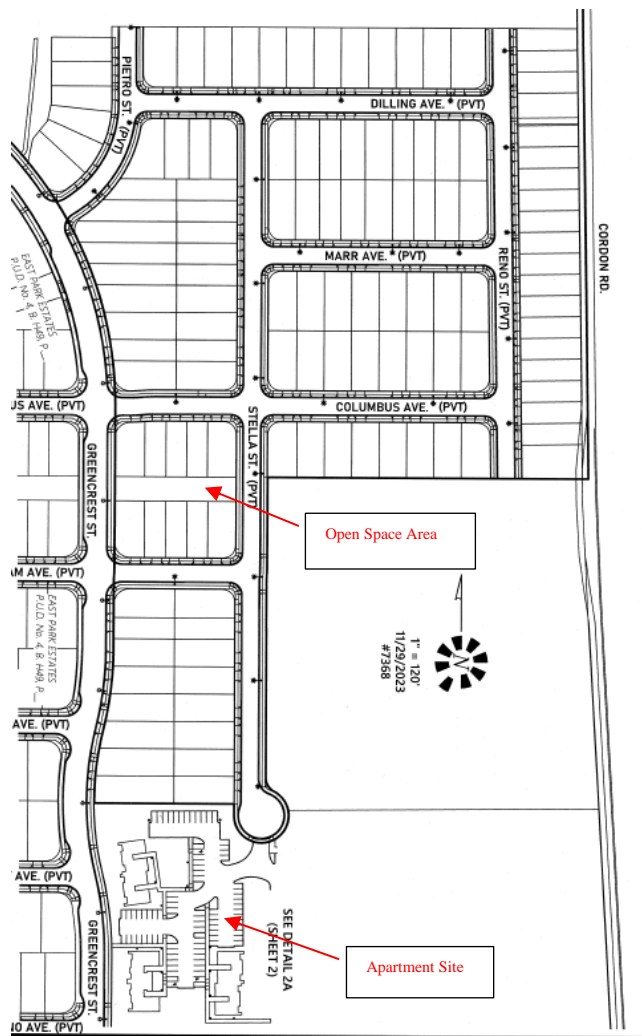 PIETRO ST. (PVT)
DILLING AVE. (PVT)
CORDON RD.
MARR AVE. (PVT)
RENO ST. (PVT)
EAST PARK ESTATES
P.U.D. No. 4, B. H49, P__
US AVE. (PVT)
COLUMBUS AVE. (PVT)
STELLA ST. (PVT)
GREENCREST ST.
Open Space Area
AM AVE. (PVT)
EAST PARK ESTATES
P.U.D. No. 4, B. H49, P__
N
1" = 120'
11/29/2023
#7368
AVE. (PVT)
AVE. (PVT)
SEE DETAIL 2A
(SHEET 2)
GREENCREST ST.
Apartment Site
NO AVE. (PVT)